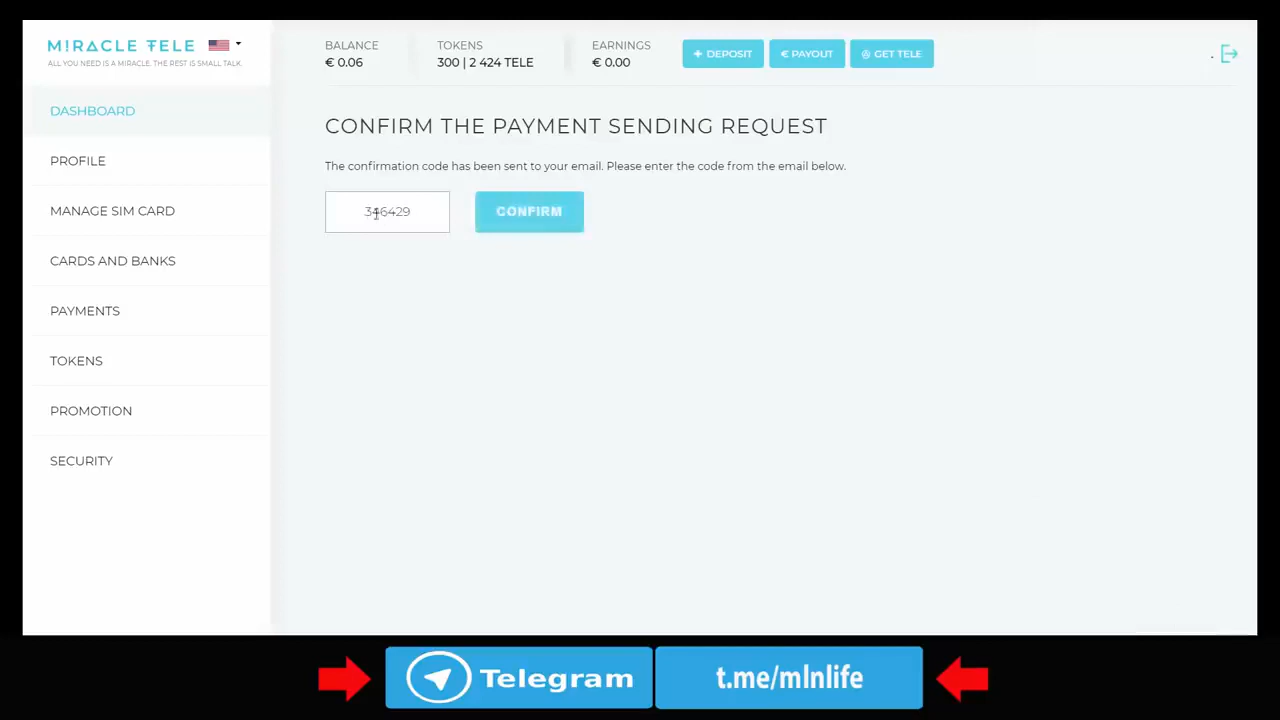 M!RACLE TELE
ALL YOU NEED IS A MIRACLE. THE REST IS SMALL TALK.
BALANCE
€ 0.06
TOKENS
300 | 2 424 TELE
EARNINGS
€ 0.00
+ DEPOSIT
€ PAYOUT
GET TELE
DASHBOARD
PROFILE
MANAGE SIM CARD
CARDS AND BANKS
PAYMENTS
TOKENS
PROMOTION
SECURITY
CONFIRM THE PAYMENT SENDING REQUEST
The confirmation code has been sent to your email. Please enter the code from the email below.
CONFIRM
Telegram
t.me/mlnlife